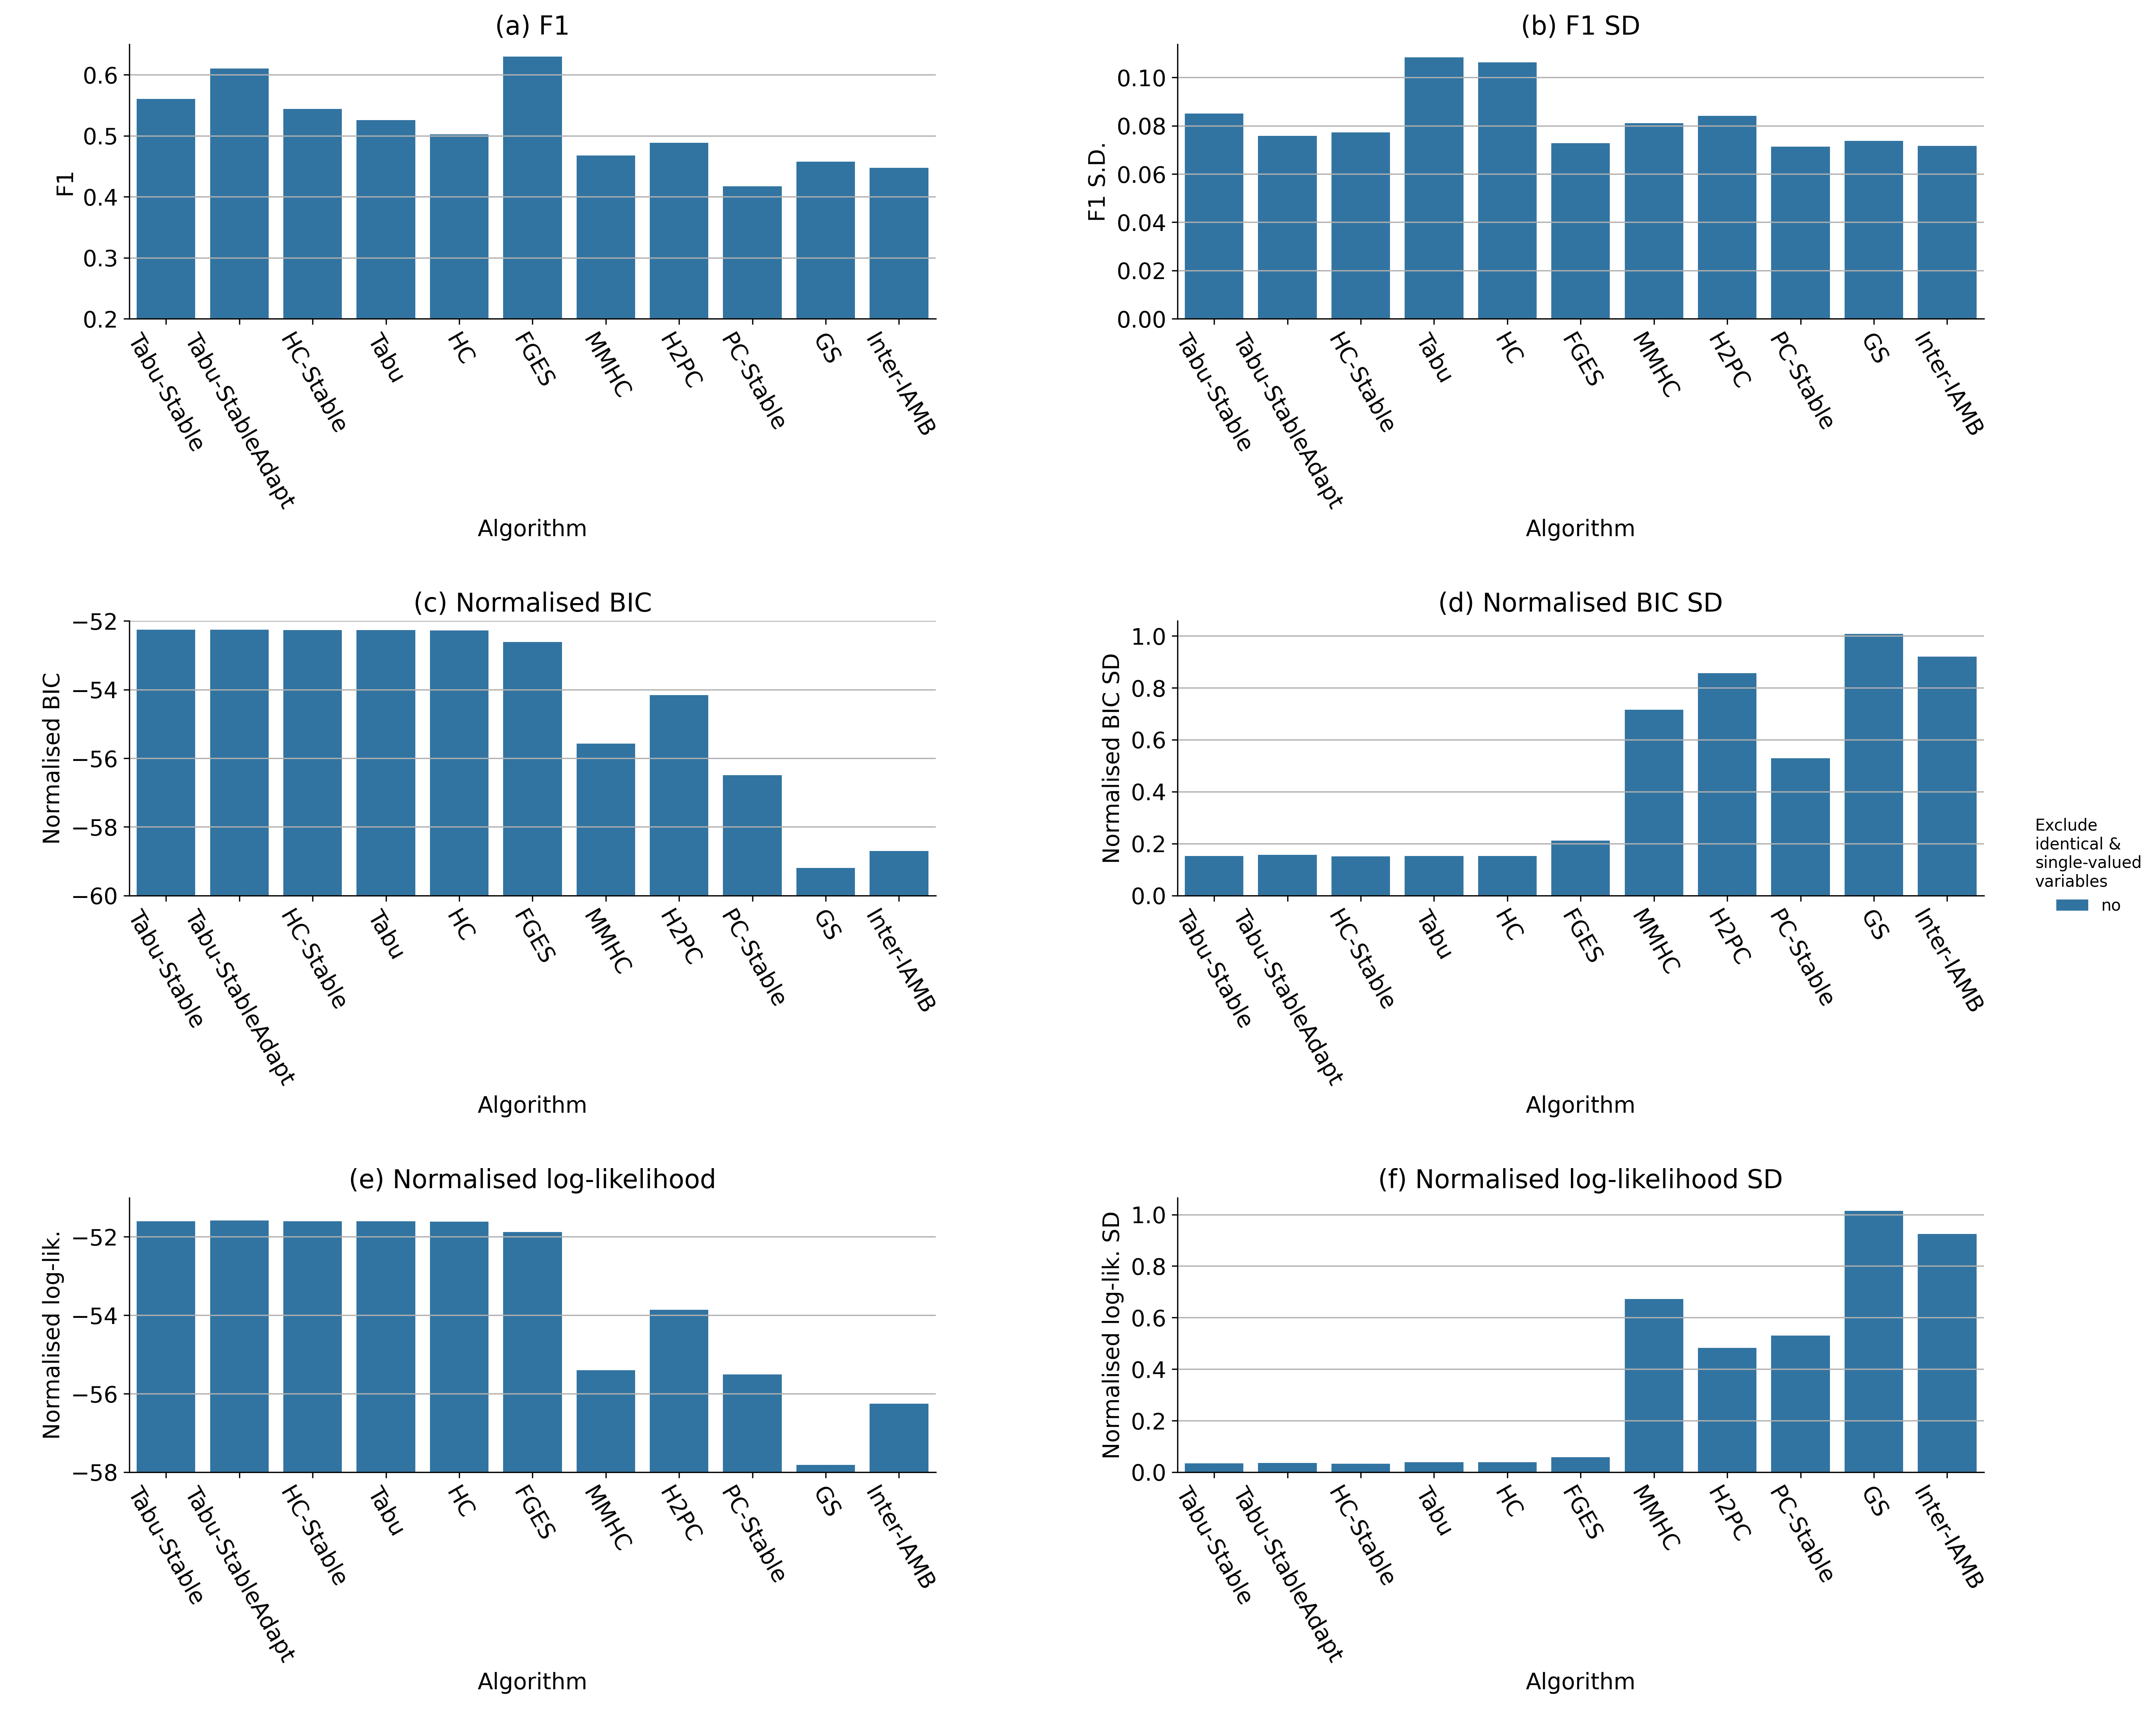 (a) F1
F1
0.6
0.5
0.4
0.3
0.2
Tabu-Stable
Tabu-StableAdapt
HC-Stable
Tabu
HC
FGES
MMHC
H2PC
PC-Stable
GS
Inter-IAMB
Algorithm
(b) F1 SD
F1 S.D.
0.10
0.08
0.06
0.04
0.02
0.00
Tabu-Stable
Tabu-StableAdapt
HC-Stable
Tabu
HC
FGES
MMHC
H2PC
PC-Stable
GS
Inter-IAMB
Algorithm
(c) Normalised BIC
Normalised BIC
−52
−54
−56
−58
−60
Tabu-Stable
Tabu-StableAdapt
HC-Stable
Tabu
HC
FGES
MMHC
H2PC
PC-Stable
GS
Inter-IAMB
Algorithm
(d) Normalised BIC SD
Normalised BIC SD
1.0
0.8
0.6
0.4
0.2
0.0
Tabu-Stable
Tabu-StableAdapt
HC-Stable
Tabu
HC
FGES
MMHC
H2PC
PC-Stable
GS
Inter-IAMB
Algorithm
Exclude
identical &
single-valued
variables
no
(e) Normalised log-likelihood
Normalised log-lik.
−52
−54
−56
−58
Tabu-Stable
Tabu-StableAdapt
HC-Stable
Tabu
HC
FGES
MMHC
H2PC
PC-Stable
GS
Inter-IAMB
Algorithm
(f) Normalised log-likelihood SD
Normalised log-lik. SD
1.0
0.8
0.6
0.4
0.2
0.0
Tabu-Stable
Tabu-StableAdapt
HC-Stable
Tabu
HC
FGES
MMHC
H2PC
PC-Stable
GS
Inter-IAMB
Algorithm